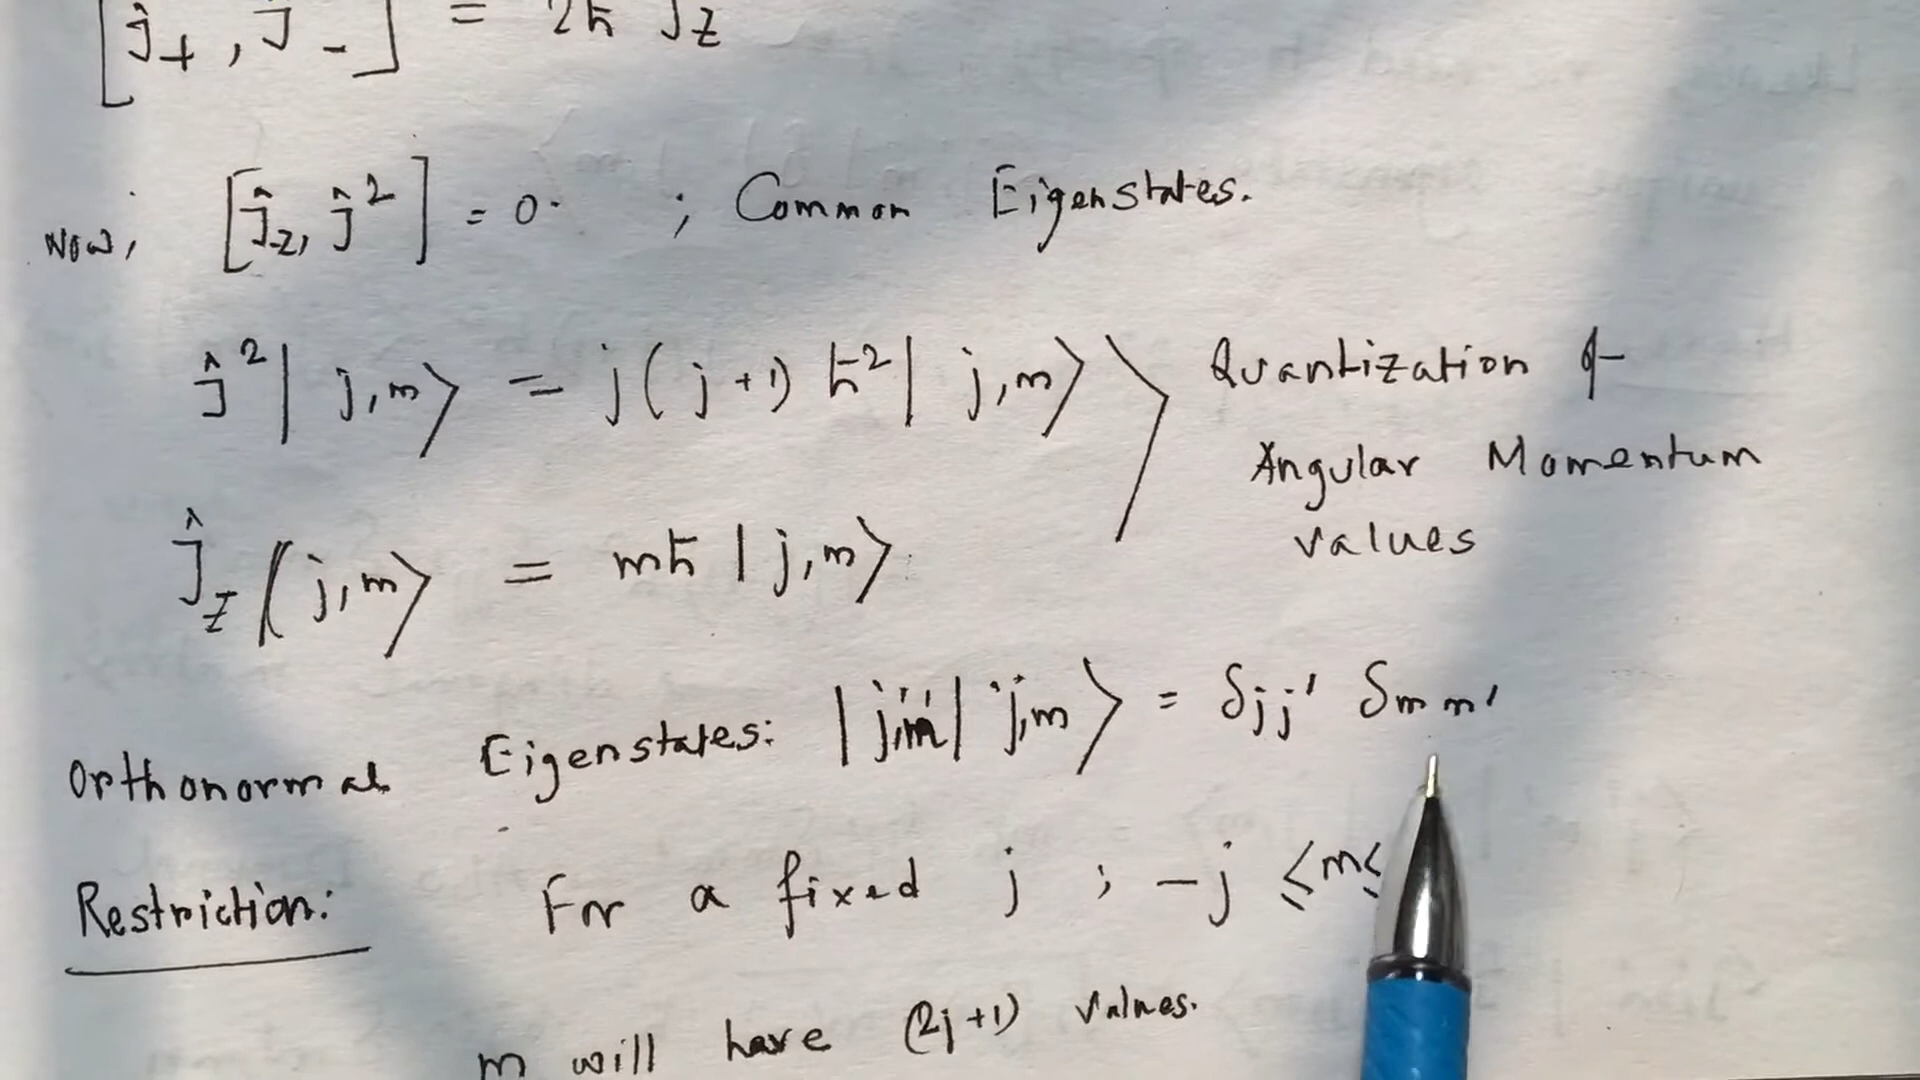 [ĵ₊, ĵ₋] = 2ħ ĵz
Now, [ĵz, ĵ²] = 0. ; Common Eigenstates.
ĵ² | j,m⟩ = j(j+1) ħ² | j,m⟩ ⟩ Quantization of
Angular Momentum
values
ĵz |j,m⟩ = mħ |j,m⟩
Orthonormal Eigenstates: |j',m'| j,m⟩ = δjj' δmm'
Restriction: For a fixed j ; -j ≤ m ≤
m will have (2j+1) values.